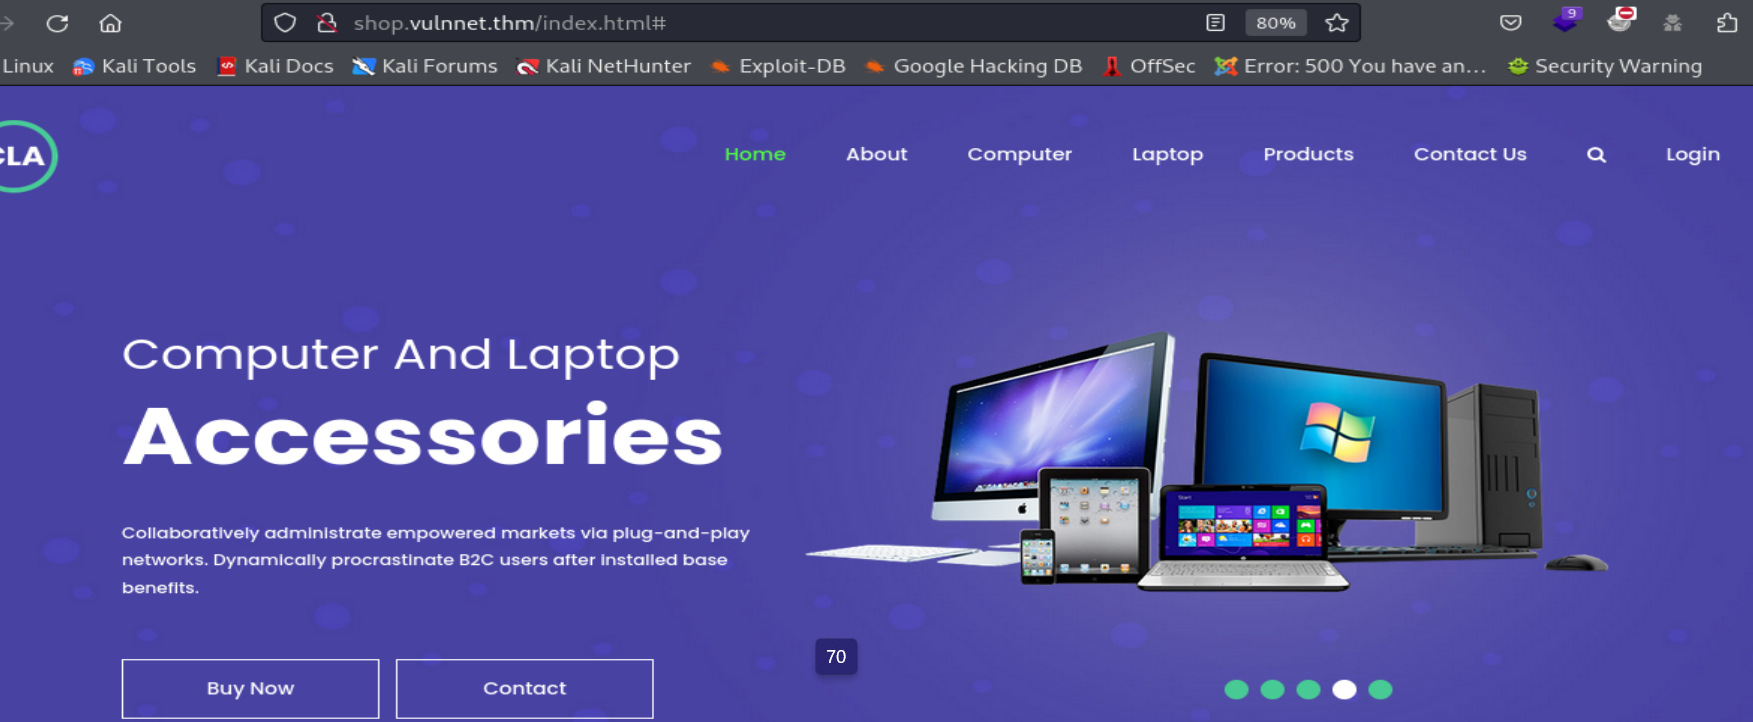 shop.vulnnet.thm/index.html#
80%
9
Linux Kali Tools Kali Docs Kali Forums Kali NetHunter Exploit-DB Google Hacking DB OffSec Error: 500 You have an... Security Warning
CLA
Home About Computer Laptop Products Contact Us Login
Computer And Laptop
Accessories
Collaboratively administrate empowered markets via plug-and-play
networks. Dynamically procrastinate B2C users after installed base
benefits.
Start
70
Buy Now Contact